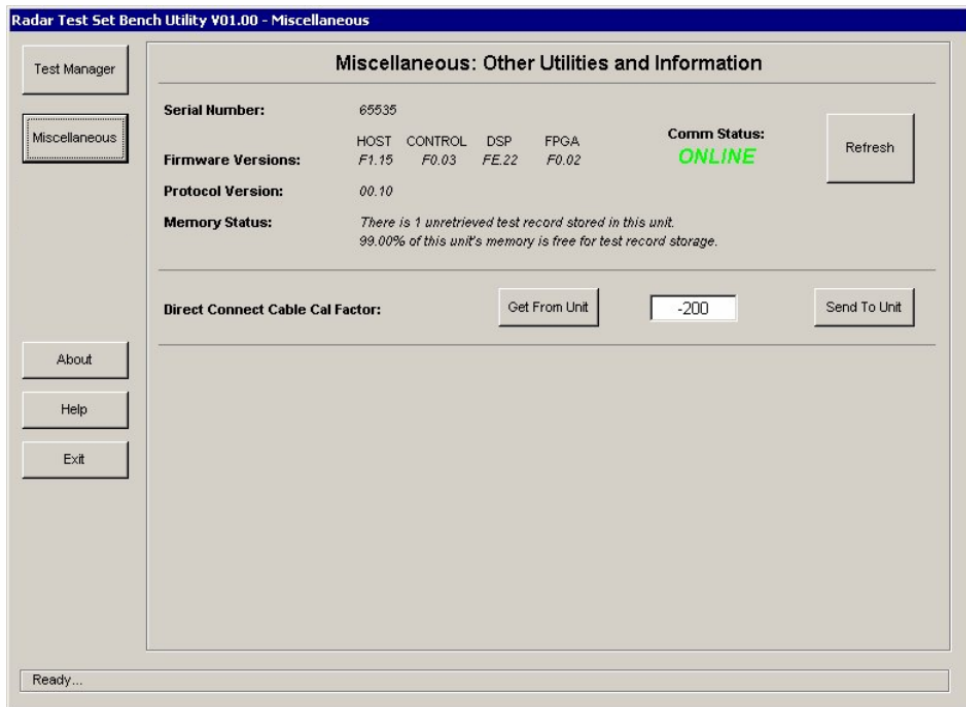 Radar Test Set Bench Utility V01.00 - Miscellaneous
Test Manager
Miscellaneous
About
Help
Exit
Miscellaneous: Other Utilities and Information
Serial Number: 65535
HOST CONTROL DSP FPGA
Firmware Versions: F1.15 F0.03 FE.22 F0.02
Comm Status:
ONLINE
Refresh
Protocol Version: 00.10
Memory Status: There is 1 unretrieved test record stored in this unit.
99.00% of this unit's memory is free for test record storage.
Direct Connect Cable Cal Factor: Get From Unit -200 Send To Unit
Ready...